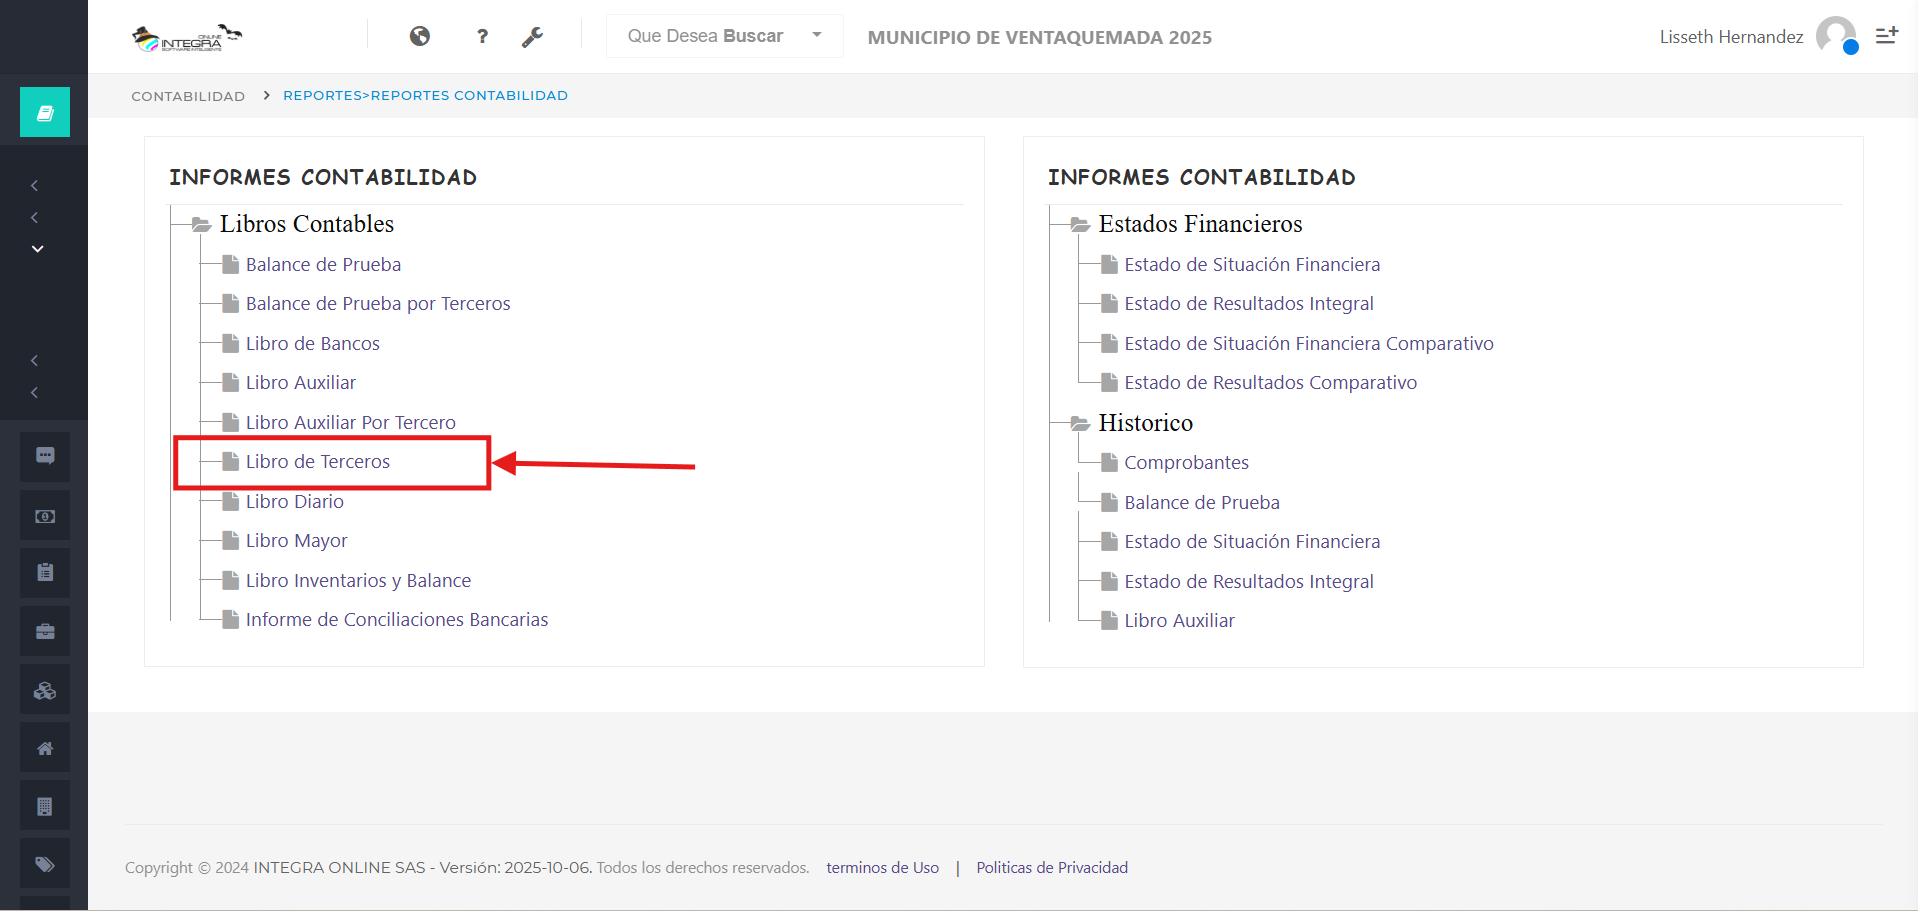 ONLINE
INTEGRA
SOFTWARE INTELIGENTE
?
Que Desea Buscar
MUNICIPIO DE VENTAQUEMADA 2025
Lisseth Hernandez
CONTABILIDAD > REPORTES>REPORTES CONTABILIDAD
INFORMES CONTABILIDAD
Libros Contables
Balance de Prueba
Balance de Prueba por Terceros
Libro de Bancos
Libro Auxiliar
Libro Auxiliar Por Tercero
Libro de Terceros
Libro Diario
Libro Mayor
Libro Inventarios y Balance
Informe de Conciliaciones Bancarias
INFORMES CONTABILIDAD
Estados Financieros
Estado de Situación Financiera
Estado de Resultados Integral
Estado de Situación Financiera Comparativo
Estado de Resultados Comparativo
Historico
Comprobantes
Balance de Prueba
Estado de Situación Financiera
Estado de Resultados Integral
Libro Auxiliar
Copyright © 2024 INTEGRA ONLINE SAS - Versión: 2025-10-06. Todos los derechos reservados. terminos de Uso | Politicas de Privacidad